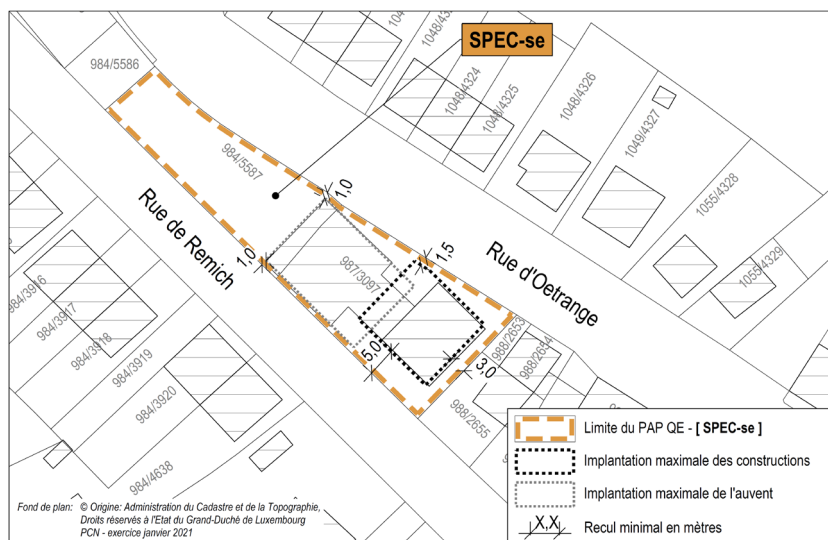 SPEC-se
984/5586
1048/4324
1048/4325
1048/4326
1049/4327
1055/4328
1055/4329
984/5587
1,0
Rue de Remich
1,0
987/3097
1,5
Rue d'Oetrange
5,0
3,0
988/2653
988/2654
988/2655
984/3916
984/3917
984/3918
984/3919
984/3920
984/4638
Limite du PAP QE - [ SPEC-se ]
Implantation maximale des constructions
Implantation maximale de l'auvent
X,X Recul minimal en mètres
Fond de plan: © Origine: Administration du Cadastre et de la Topographie,
Droits réservés à l'Etat du Grand-Duché de Luxembourg
PCN - exercice janvier 2021